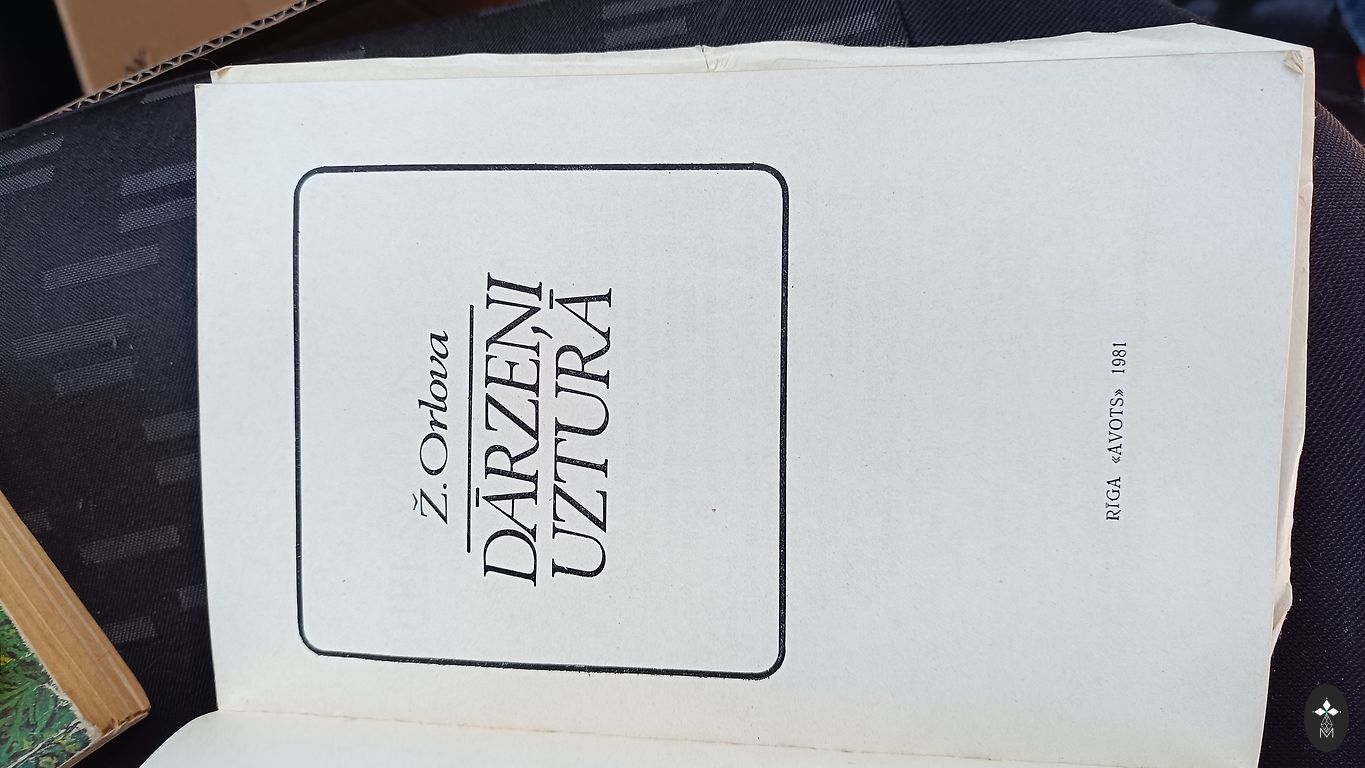 Ž. Orlova
DĀRZEŅI
UZTURĀ
RĪGA «AVOTS» 1981
M